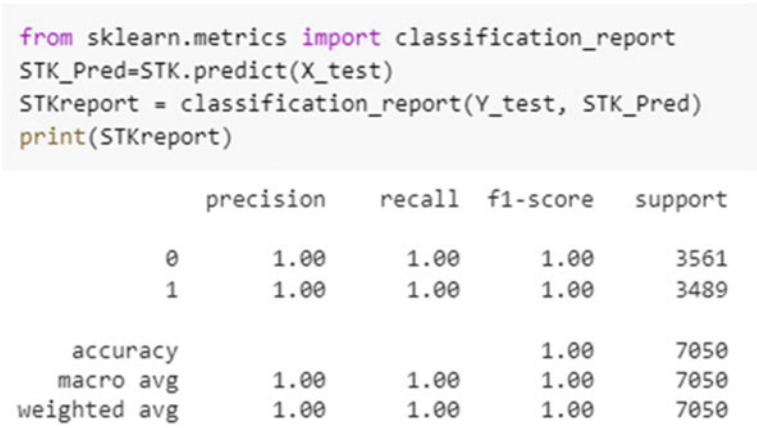 from sklearn.metrics import classification_report
STK_Pred=STK.predict(X_test)
STKreport = classification_report(Y_test, STK_Pred)
print(STKreport)
precision recall f1-score support
0 1.00 1.00 1.00 3561
1 1.00 1.00 1.00 3489
accuracy 1.00 7050
macro avg 1.00 1.00 1.00 7050
weighted avg 1.00 1.00 1.00 7050